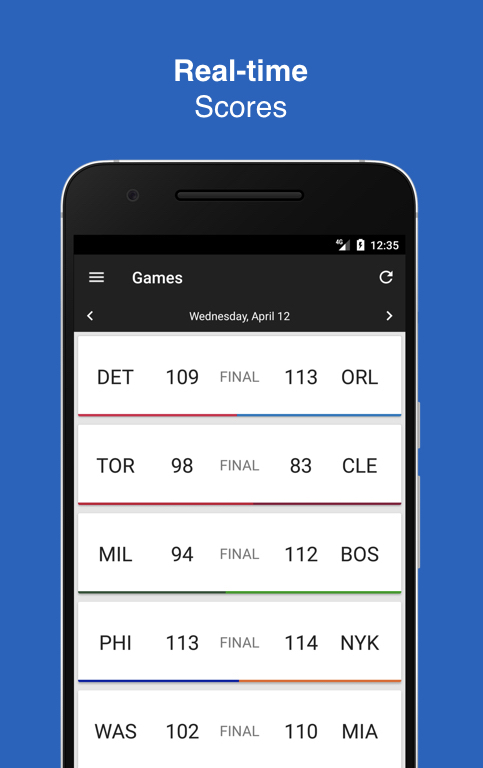 Real-time
Scores
4G 12:35
Games
Wednesday, April 12
DET 109 FINAL 113 ORL
TOR 98 FINAL 83 CLE
MIL 94 FINAL 112 BOS
PHI 113 FINAL 114 NYK
WAS 102 FINAL 110 MIA